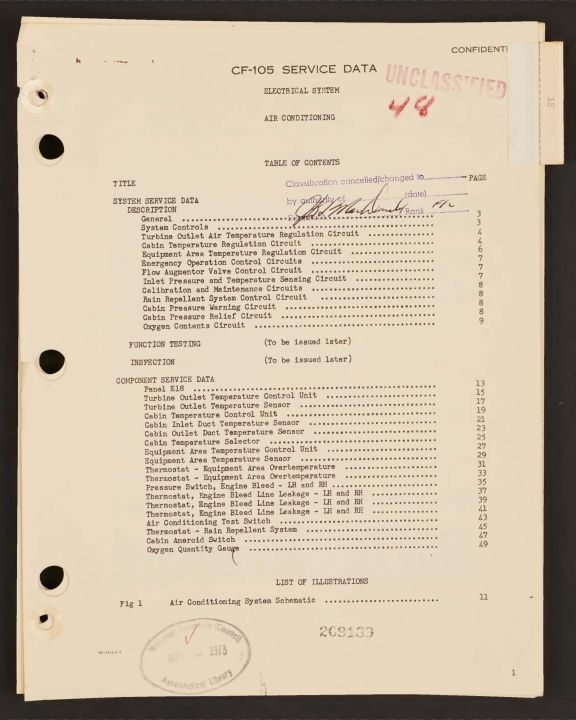 CONFIDENTI
CF-105 SERVICE DATA
UNCLASSIFIED
ELECTRICAL SYSTEM
48
18
AIR CONDITIONING
TABLE OF CONTENTS
Classification cancelled/changed to
TITLE PAGE
by authority of (date)
Rank
SYSTEM SERVICE DATA
DESCRIPTION
General 3
System Controls 3
Turbine Outlet Air Temperature Regulation Circuit 4
Cabin Temperature Regulation Circuit 4
Equipment Area Temperature Regulation Circuit 6
Emergency Operation Control Circuits 7
Flow Augmentor Valve Control Circuit 7
Inlet Pressure and Temperature Sensing Circuit 7
Calibration and Maintenance Circuits 8
Rain Repellent System Control Circuit 8
Cabin Pressure Warning Circuit 8
Cabin Pressure Relief Circuit 8
Oxygen Contents Circuit 9
FUNCTION TESTING (To be issued later)
INSPECTION (To be issued later)
COMPONENT SERVICE DATA
Panel E18 13
Turbine Outlet Temperature Control Unit 15
Turbine Outlet Temperature Sensor 17
Cabin Temperature Control Unit 19
Cabin Inlet Duct Temperature Sensor 21
Cabin Outlet Duct Temperature Sensor 23
Cabin Temperature Selector 25
Equipment Area Temperature Control Unit 27
Equipment Area Temperature Sensor 29
Thermostat - Equipment Area Overtemperature 31
Thermostat - Equipment Area Overtemperature 33
Pressure Switch, Engine Bleed - LH and RH 35
Thermostat, Engine Bleed Line Leakage - LH and RH 37
Thermostat, Engine Bleed Line Leakage - LH and RH 39
Thermostat, Engine Bleed Line Leakage - LH and RH 41
Air Conditioning Test Switch 43
Thermostat - Rain Repellent System 45
Cabin Aneroid Switch 47
Oxygen Quantity Gauge 49
LIST OF ILLUSTRATIONS
Fig 1 Air Conditioning System Schematic 11
National Research Council
1973
Aeronautical Library
209139
1